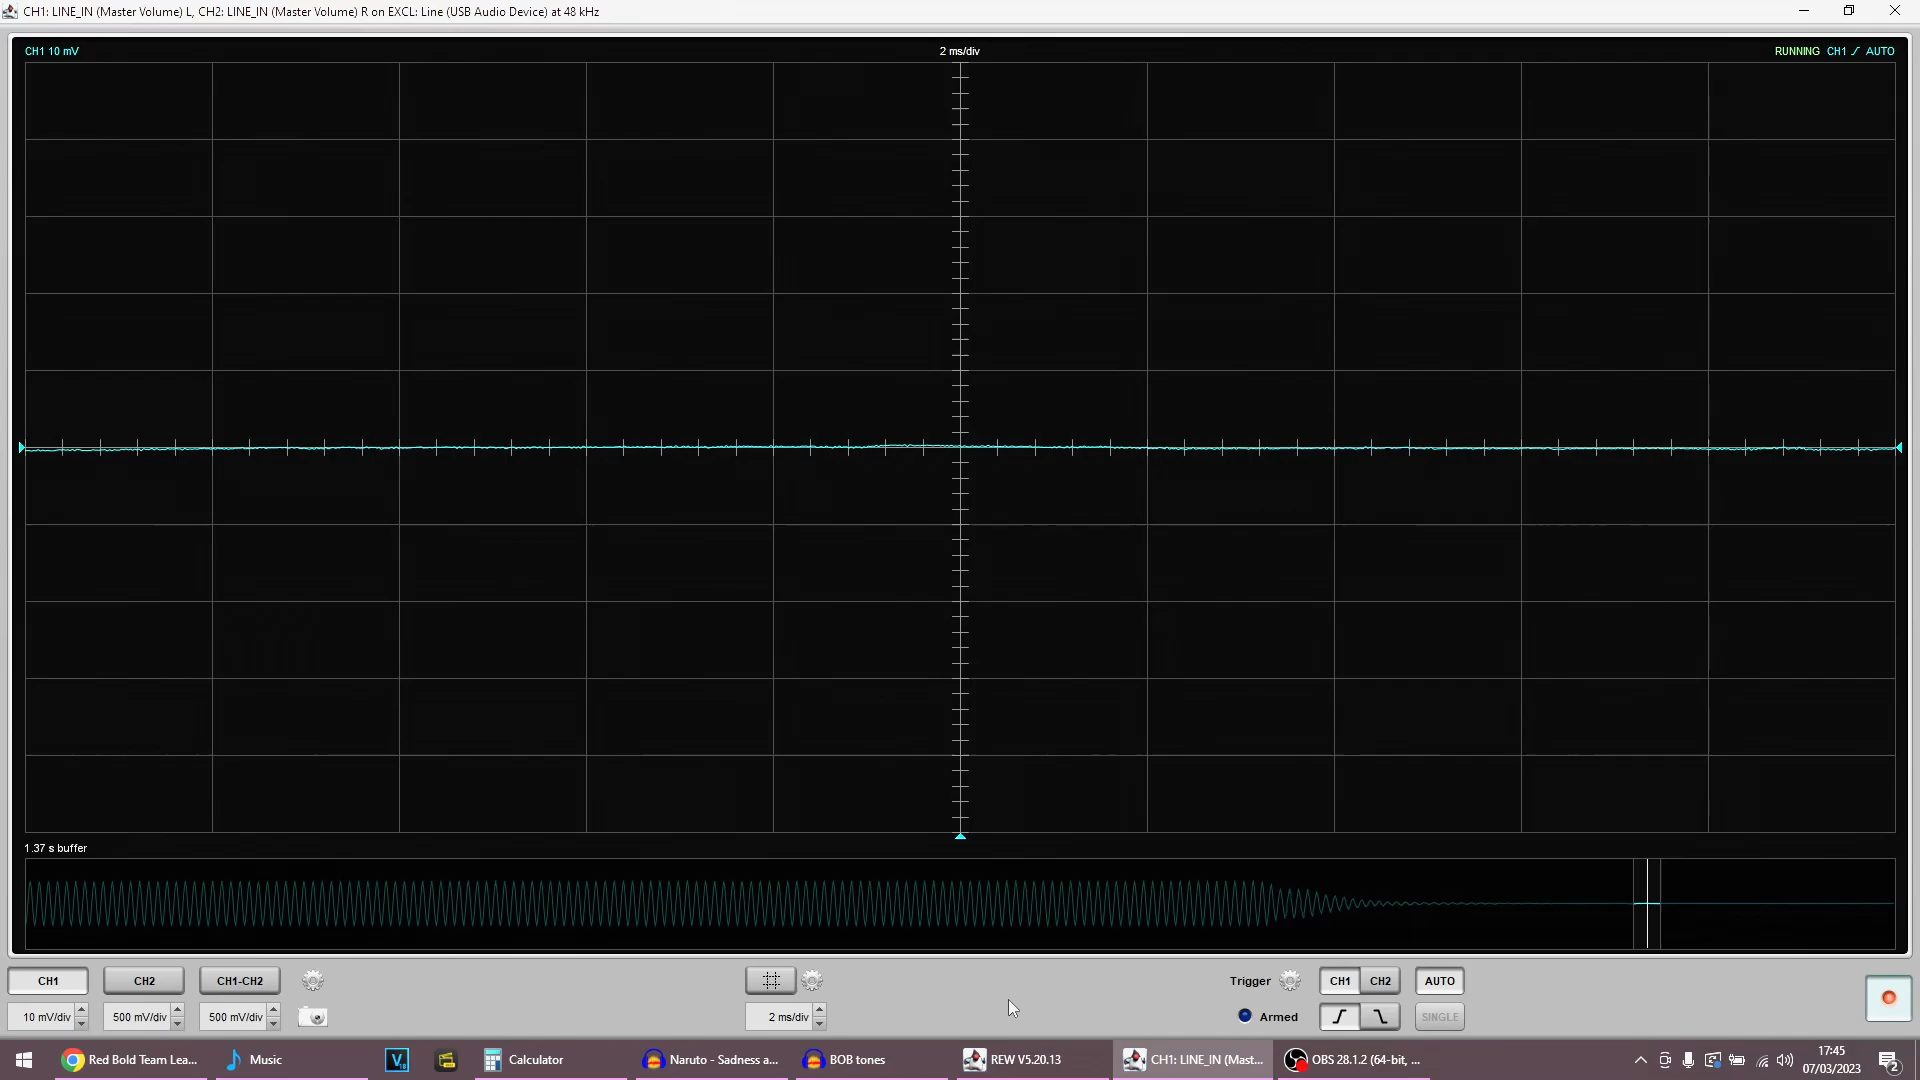 CH1: LINE_IN (Master Volume) L, CH2: LINE_IN (Master Volume) R on EXCL: Line (USB Audio Device) at 48 kHz
CH1 10 mV 2 ms/div RUNNING CH1 AUTO
1.37 s buffer
CH1 CH2 CH1-CH2 Trigger CH1 CH2 AUTO
10 mV/div 500 mV/div 500 mV/div 2 ms/div Armed SINGLE
Red Bold Team Lea... Music Calculator Naruto - Sadness a... BOB tones REW V5.20.13 CH1: LINE_IN (Mast... OBS 28.1.2 (64-bit, ...
17:45
07/03/2023
2